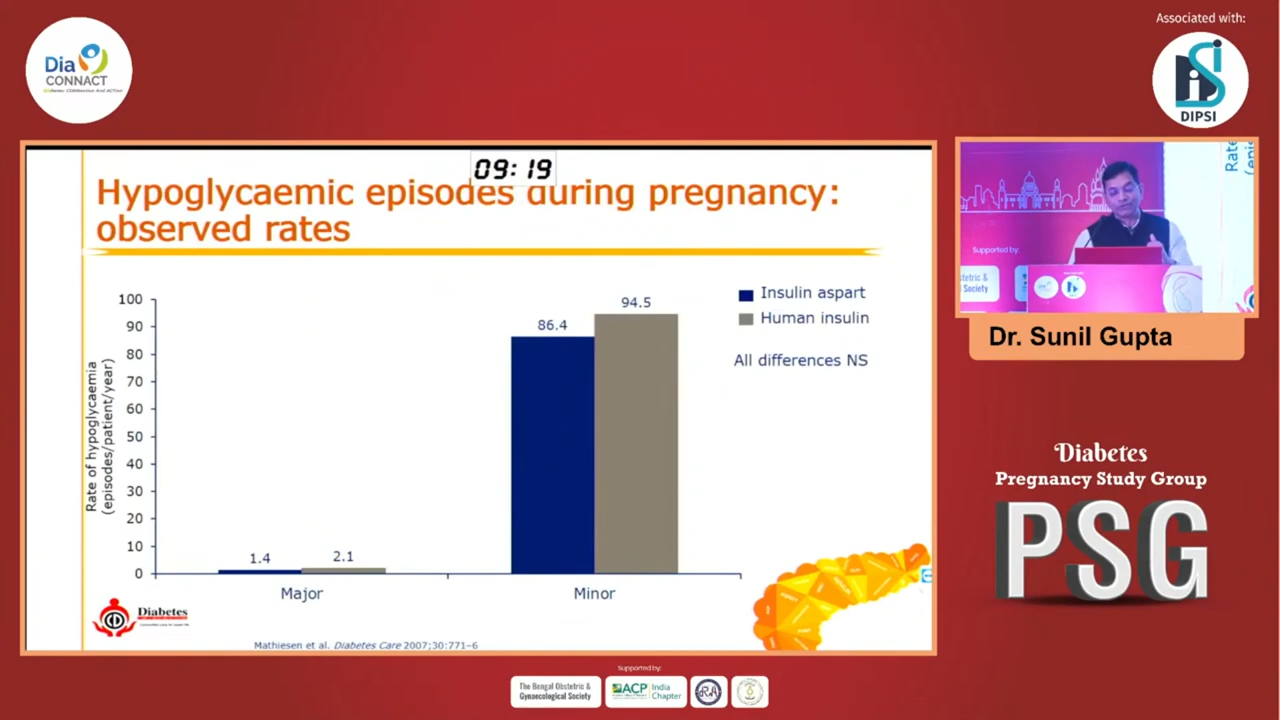 Dia
CONNACT
Associated with:
DIPSI
09:19
Hypoglycaemic episodes during pregnancy:
observed rates
Rate of hypoglycaemia
(episodes/patient/year)
100
90
80
70
60
50
40
30
20
10
0
1.4
2.1
86.4
94.5
Major
Minor
Insulin aspart
Human insulin
All differences NS
Diabetes
Mathiesen et al. Diabetes Care 2007;30:771–6
Supported by:
Dr. Sunil Gupta
Diabetes
Pregnancy Study Group
PSG
Supported by:
The Bengal Obstetric &
Gynaecological Society
ACP India
Chapter